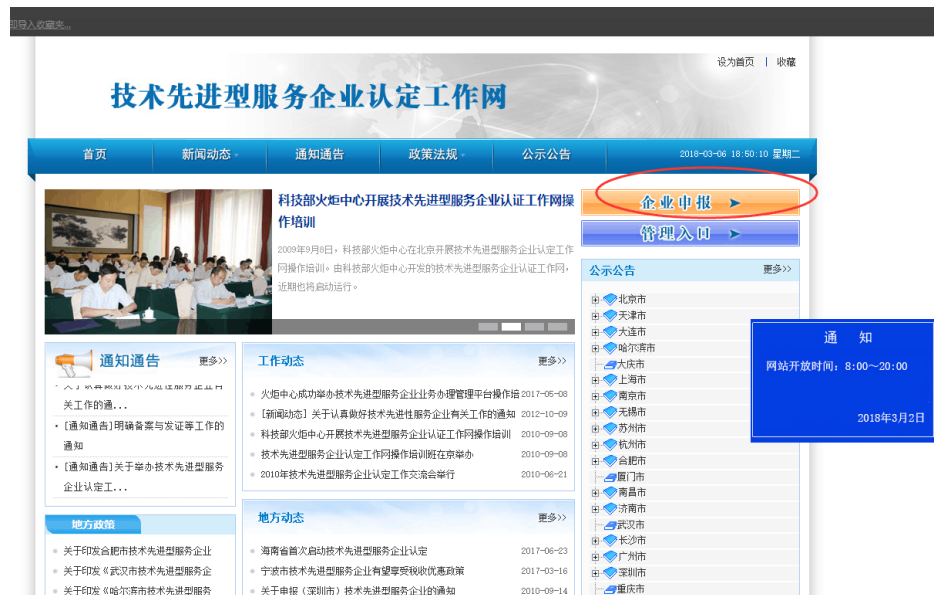 即导入收藏夹...
设为首页 | 收藏
技术先进型服务企业认定工作网
首页 新闻动态 通知通告 政策法规 公示公告 2018-03-06 18:50:10 星期二
科技部火炬中心开展技术先进型服务企业认证工作网操
作培训
2009年9月8日，科技部火炬中心在北京开展技术先进型服务企业认定工作
网操作培训。由科技部火炬中心开发的技术先进型服务企业认证工作网，
近期也将启动运行。
企业申报
管理入口
公示公告 更多>>
北京市
天津市
大连市
哈尔滨市
大庆市
上海市
南京市
无锡市
苏州市
杭州市
合肥市
厦门市
南昌市
济南市
武汉市
长沙市
广州市
深圳市
重庆市
通 知
网站开放时间：8:00～20:00
2018年3月2日
通知通告 更多>>
关工作的通...
[通知通告]明确备案与发证等工作的
通知
[通知通告]关于举办技术先进型服务
企业认定工...
地方政策
关于印发合肥市技术先进型服务企业
关于印发《武汉市技术先进型服务企
关于印发《哈尔滨市技术先进型服务
工作动态 更多>>
火炬中心成功举办技术先进型服务企业业务办理管理平台操作培 2017-05-08
[新闻动态] 关于认真做好技术先进性服务企业有关工作的通知 2012-10-09
科技部火炬中心开展技术先进型服务企业认证工作网操作培训 2010-09-08
技术先进型服务企业认定工作网操作培训班在京举办 2010-09-08
2010年技术先进型服务企业认定工作交流会举行 2010-06-21
地方动态 更多>>
海南省首次启动技术先进型服务企业认定 2017-06-23
宁波市技术先进型服务企业有望享受税收优惠政策 2017-03-16
关于申报（深圳市）技术先进型服务企业的通知 2010-09-14